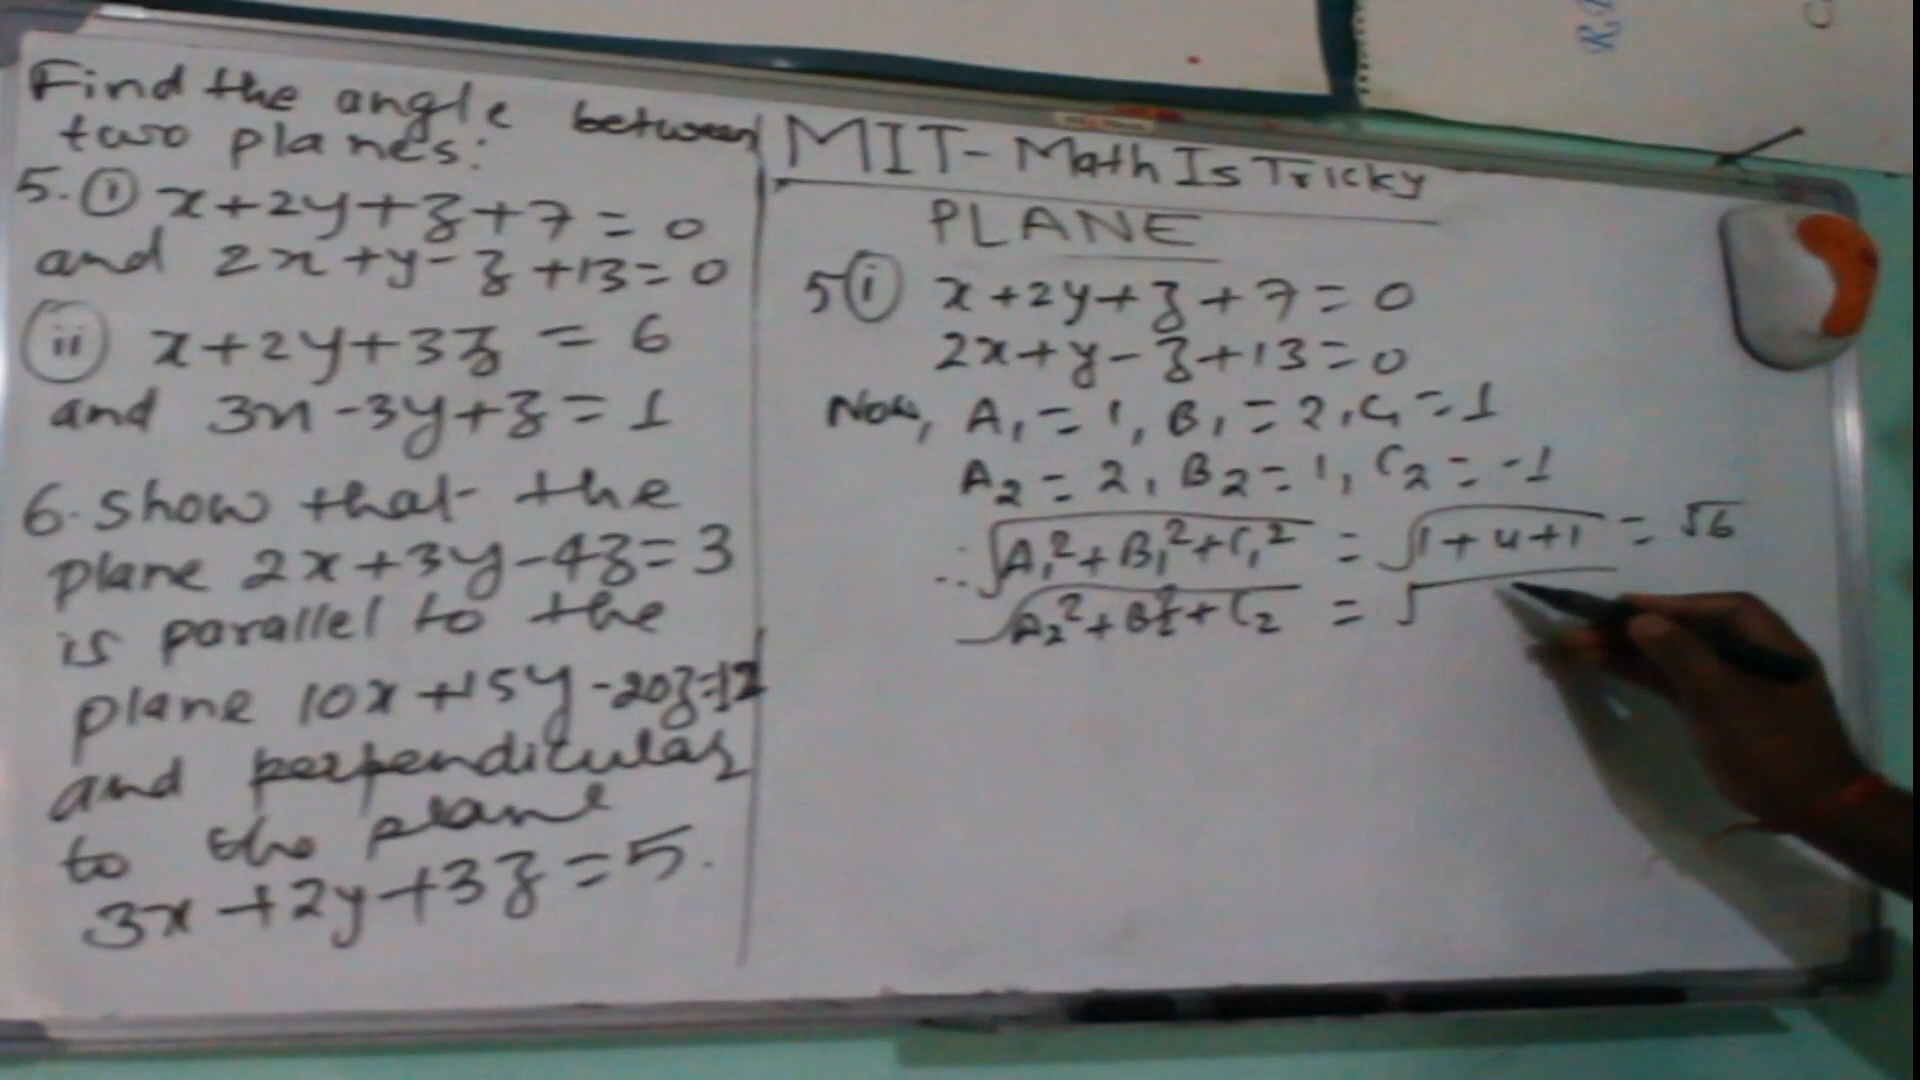 Find the angle between
two planes:
5. (i) x+2y+z+7=0
and 2x+y-z+13=0
(ii) x+2y+3z = 6
and 3x-3y+z=1
6. Show that the
plane 2x+3y-4z=3
is parallel to the
plane 10x+15y-20z=12
and perpendicular
to the plane
3x+2y+3z=5.
MIT-Math Is Tricky
PLANE
5(i) x+2y+z+7=0
2x+y-z+13=0
Now, A₁=1, B₁=2, C₁=1
A₂=2, B₂=1, C₂=-1
∴ √A₁²+B₁²+C₁² = √1+4+1 = √6
√A₂²+B₂²+C₂ = √